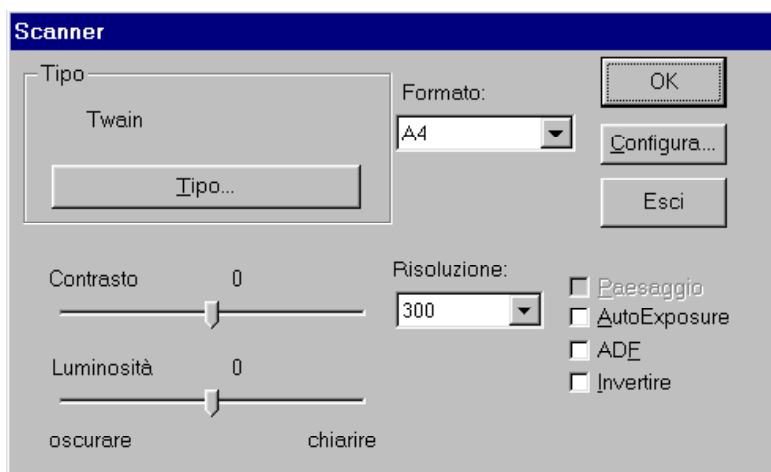 Scanner
Tipo
Twain
Tipo...
Formato:
A4
OK
Configura...
Esci
Contrasto 0
Luminosità 0
oscurare chiarire
Risoluzione:
300
Paesaggio
AutoExposure
ADF
Invertire